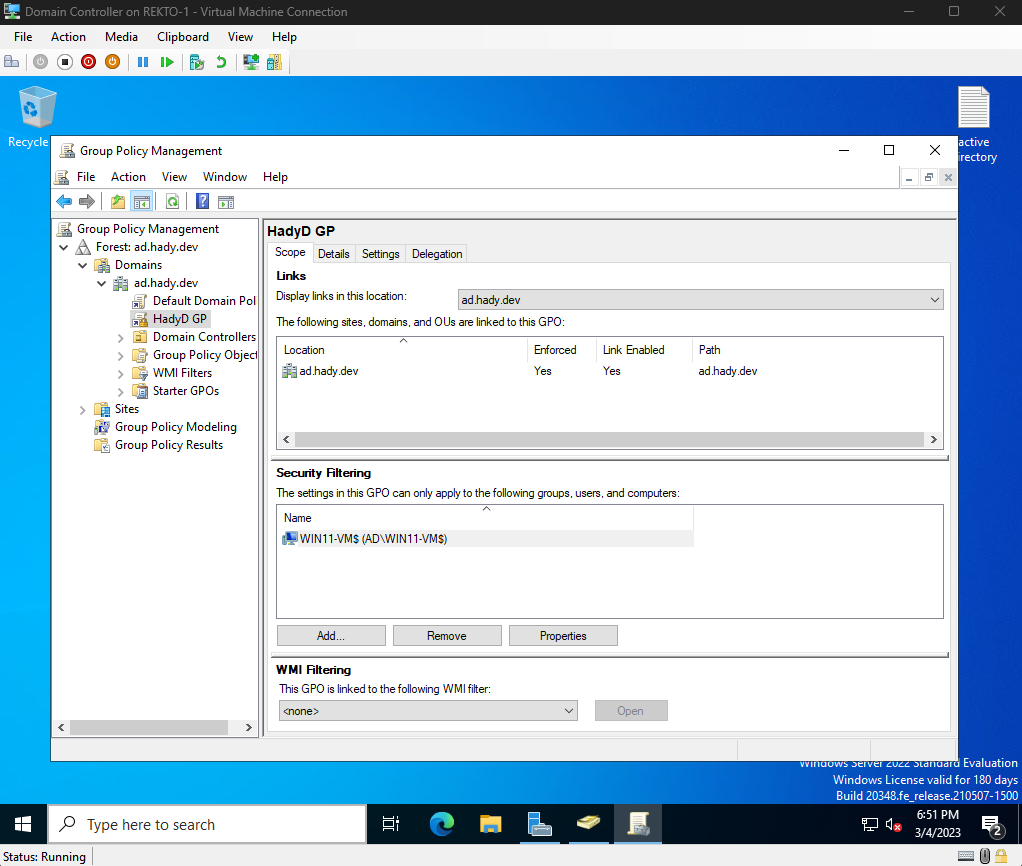 Domain Controller on REKTO-1 - Virtual Machine Connection
File Action Media Clipboard View Help
Recycle
active
irectory
Group Policy Management
File Action View Window Help
Group Policy Management
Forest: ad.hady.dev
Domains
ad.hady.dev
Default Domain Pol
HadyD GP
Domain Controllers
Group Policy Object
WMI Filters
Starter GPOs
Sites
Group Policy Modeling
Group Policy Results
HadyD GP
Scope Details Settings Delegation
Links
Display links in this location: ad.hady.dev
The following sites, domains, and OUs are linked to this GPO:
Location Enforced Link Enabled Path
ad.hady.dev Yes Yes ad.hady.dev
Security Filtering
The settings in this GPO can only apply to the following groups, users, and computers:
Name
WIN11-VM$ (AD\WIN11-VM$)
Add... Remove Properties
WMI Filtering
This GPO is linked to the following WMI filter:
<none> Open
Windows Server 2022 Standard Evaluation
Windows License valid for 180 days
Build 20348.fe_release.210507-1500
Type here to search
6:51 PM
3/4/2023
2
Status: Running